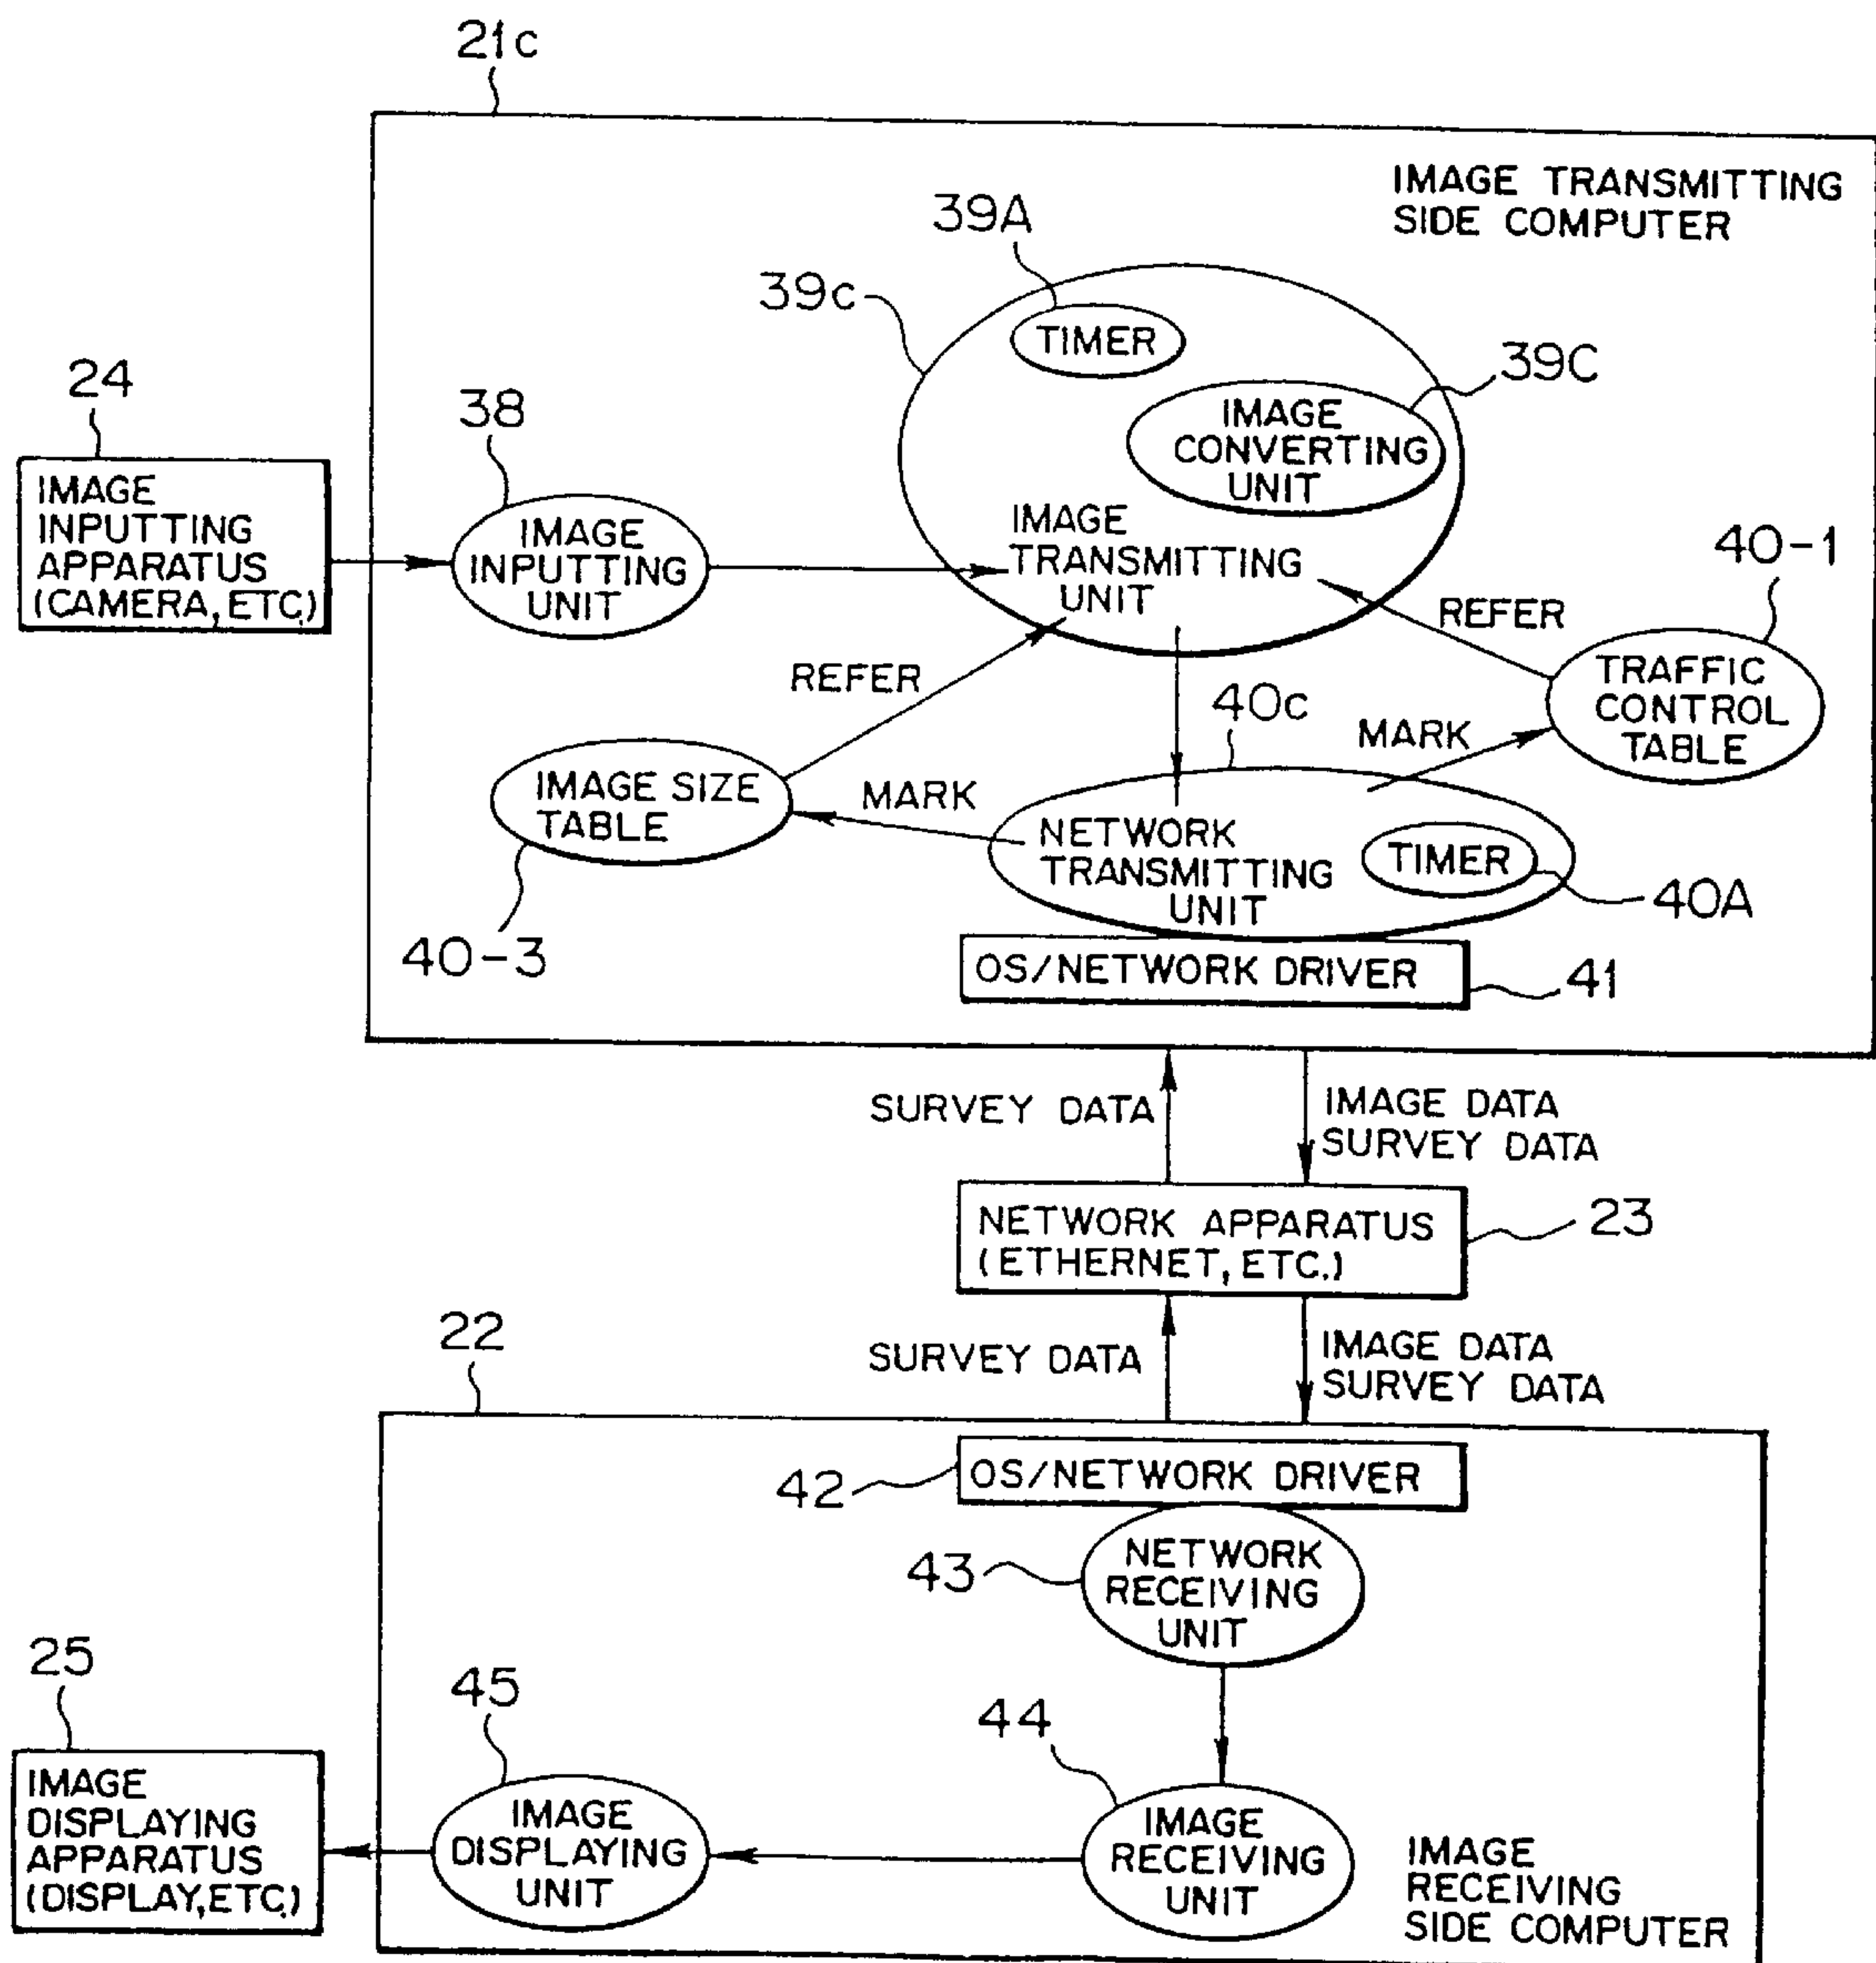 21c
IMAGE TRANSMITTING
SIDE COMPUTER
39A
39c
TIMER
39C
IMAGE
CONVERTING
UNIT
24
38
IMAGE
INPUTTING
APPARATUS
(CAMERA, ETC.)
IMAGE
INPUTTING
UNIT
IMAGE
TRANSMITTING
UNIT
40-1
REFER
REFER
TRAFFIC
CONTROL
TABLE
40c
MARK
IMAGE SIZE
TABLE
MARK
NETWORK
TRANSMITTING
UNIT
TIMER
40A
40-3
OS/NETWORK DRIVER
41
SURVEY DATA
IMAGE DATA
SURVEY DATA
NETWORK APPARATUS
(ETHERNET, ETC.)
23
22
SURVEY DATA
IMAGE DATA
SURVEY DATA
42
OS/NETWORK DRIVER
43
NETWORK
RECEIVING
UNIT
25
45
44
IMAGE
DISPLAYING
APPARATUS
(DISPLAY, ETC.)
IMAGE
DISPLAYING
UNIT
IMAGE
RECEIVING
UNIT
IMAGE
RECEIVING
SIDE COMPUTER